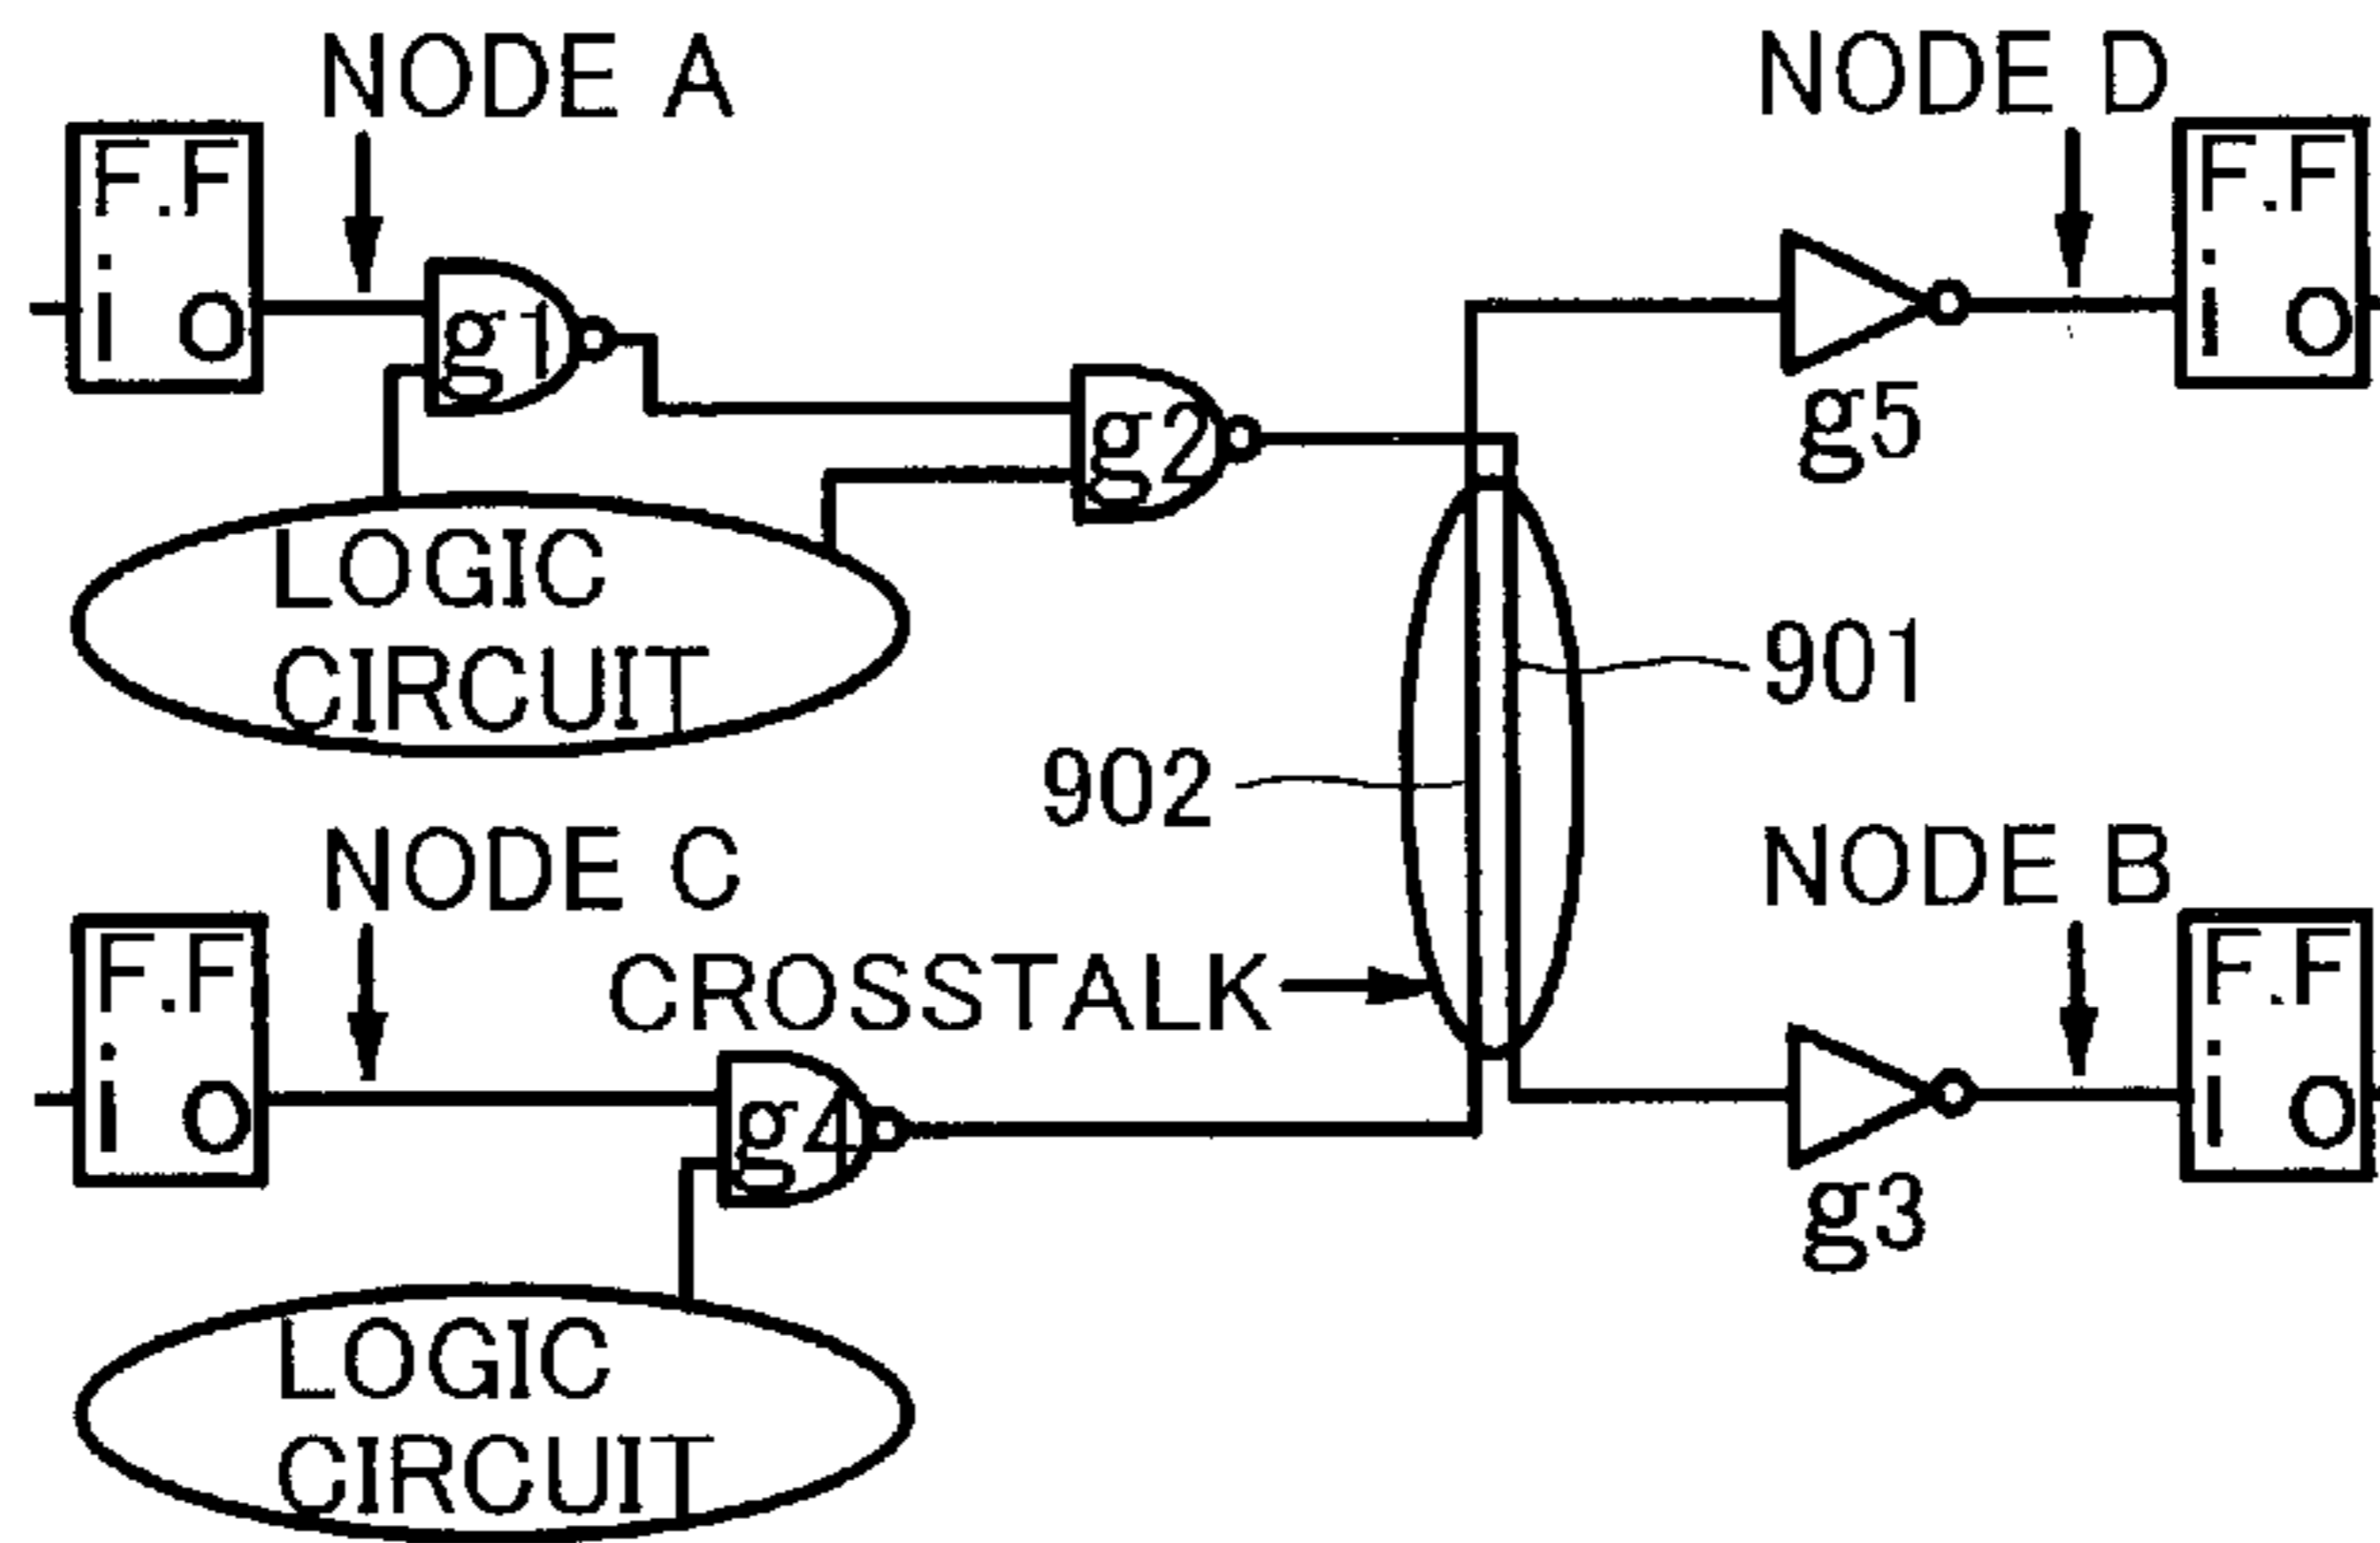 NODE A
NODE D
F.F
i o
g1
F.F
i o
g2
g5
LOGIC
CIRCUIT
901
902
NODE C
NODE B
F.F
i o
CROSSTALK
g4
F.F
i o
g3
LOGIC
CIRCUIT